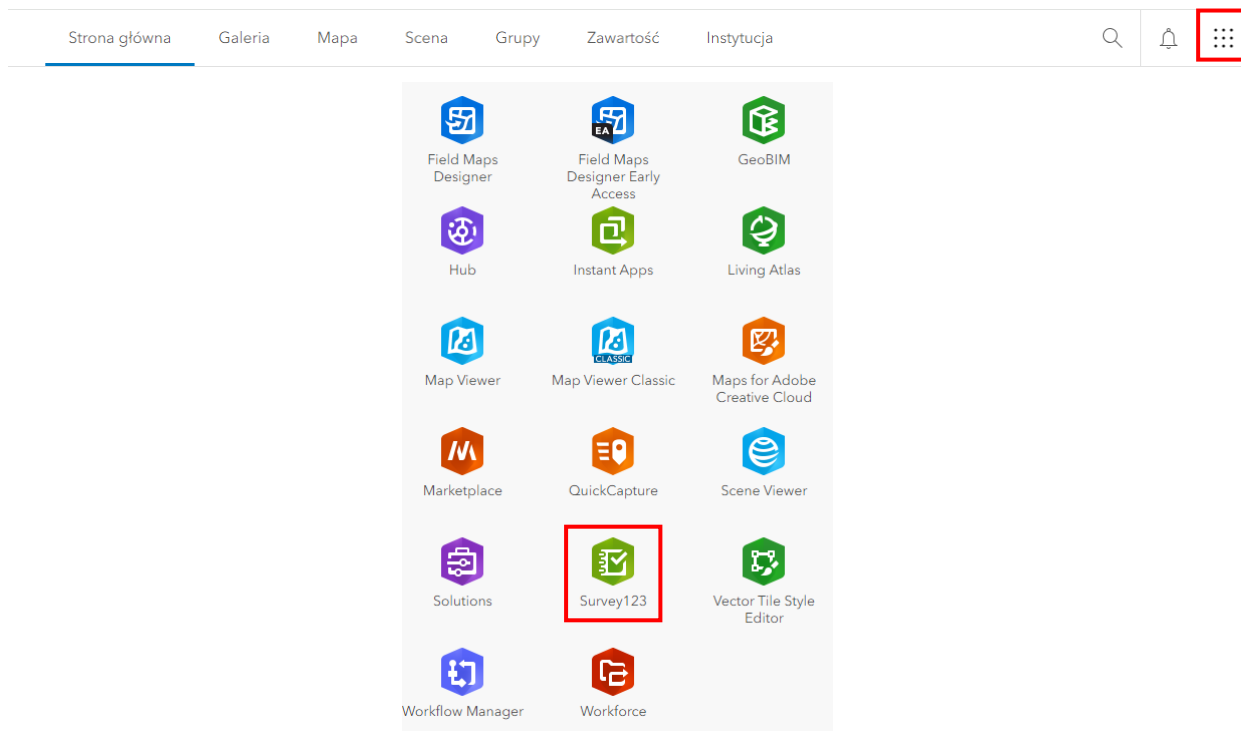 Strona główna Galeria Mapa Scena Grupy Zawartość Instytucja
Field Maps
Designer
EA
Field Maps
Designer Early
Access
GeoBIM
Hub
Instant Apps
Living Atlas
Map Viewer
CLASSIC
Map Viewer Classic
Maps for Adobe
Creative Cloud
Marketplace
QuickCapture
Scene Viewer
Solutions
Survey123
Vector Tile Style
Editor
Workflow Manager
Workforce